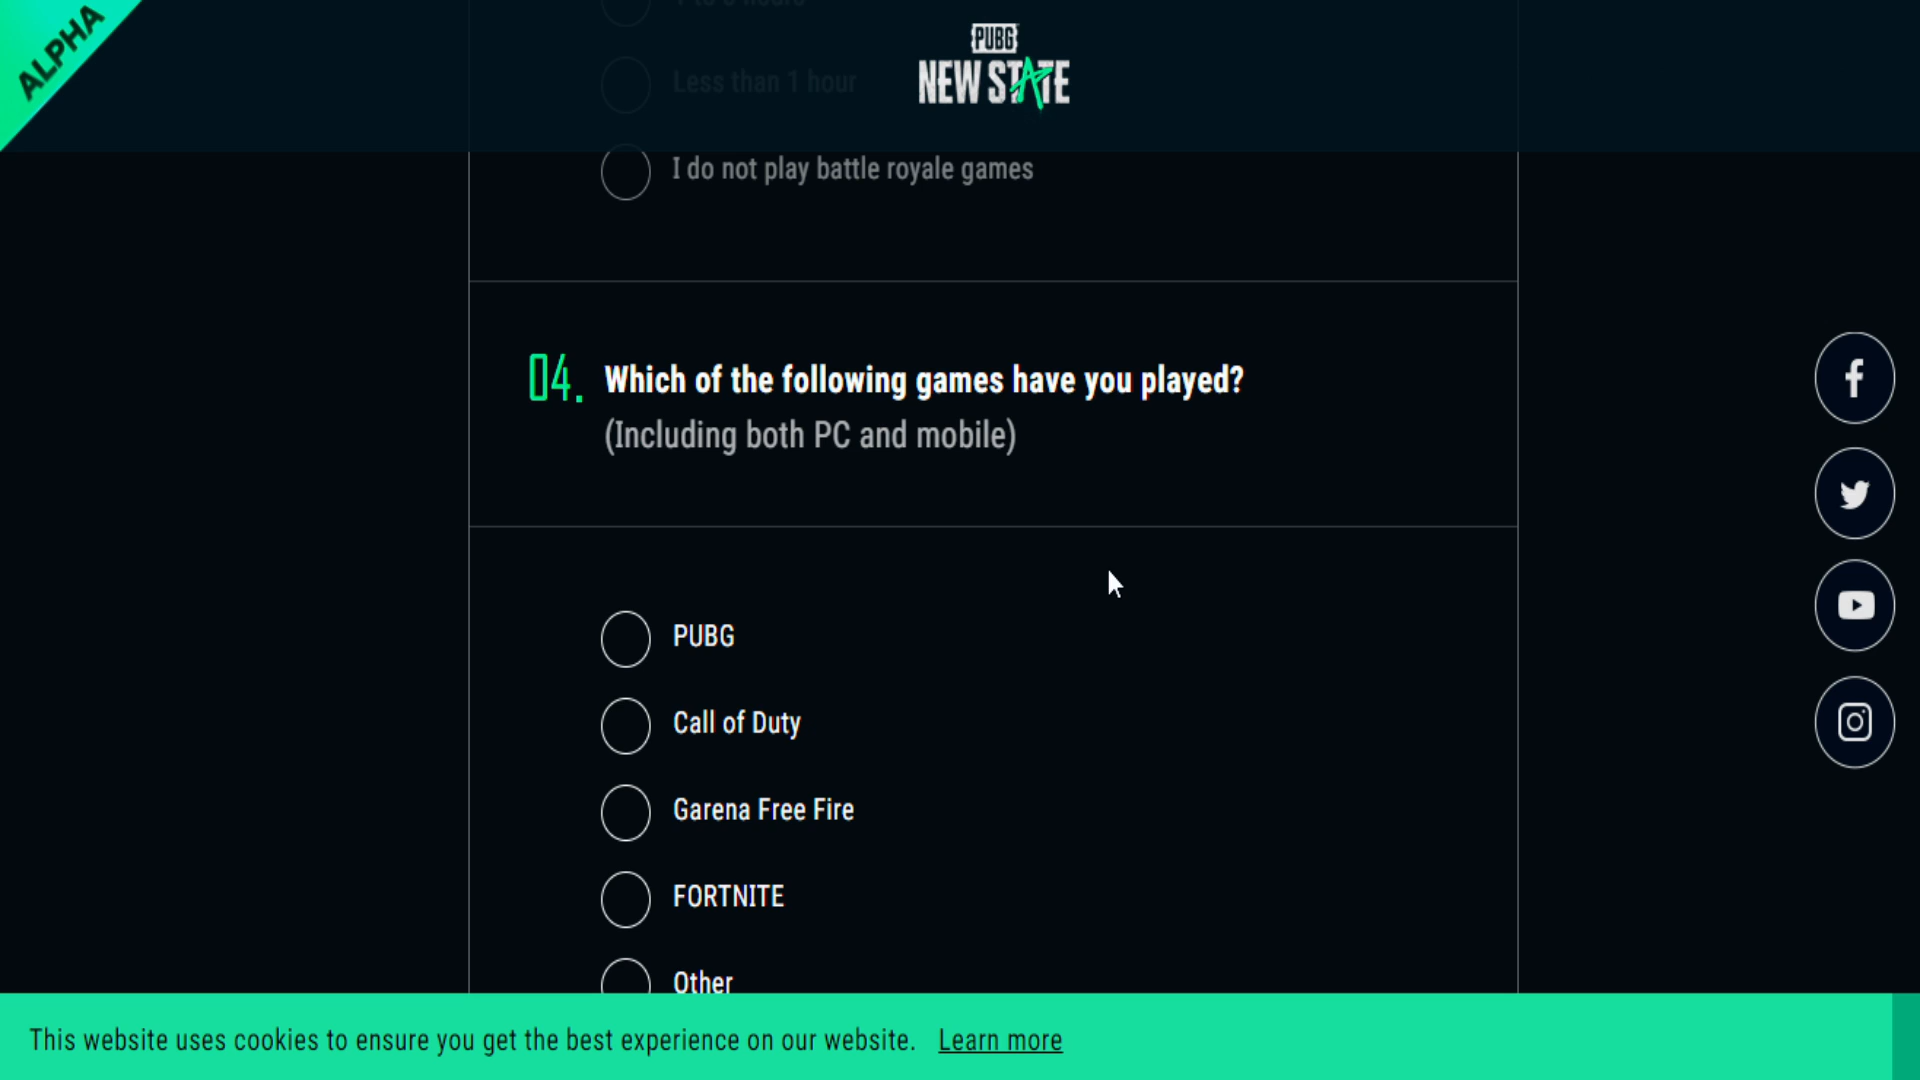 ALPHA
PUBG
NEW STATE
Less than 1 hour
I do not play battle royale games
04. Which of the following games have you played?
(Including both PC and mobile)
PUBG
Call of Duty
Garena Free Fire
FORTNITE
Other
This website uses cookies to ensure you get the best experience on our website. Learn more